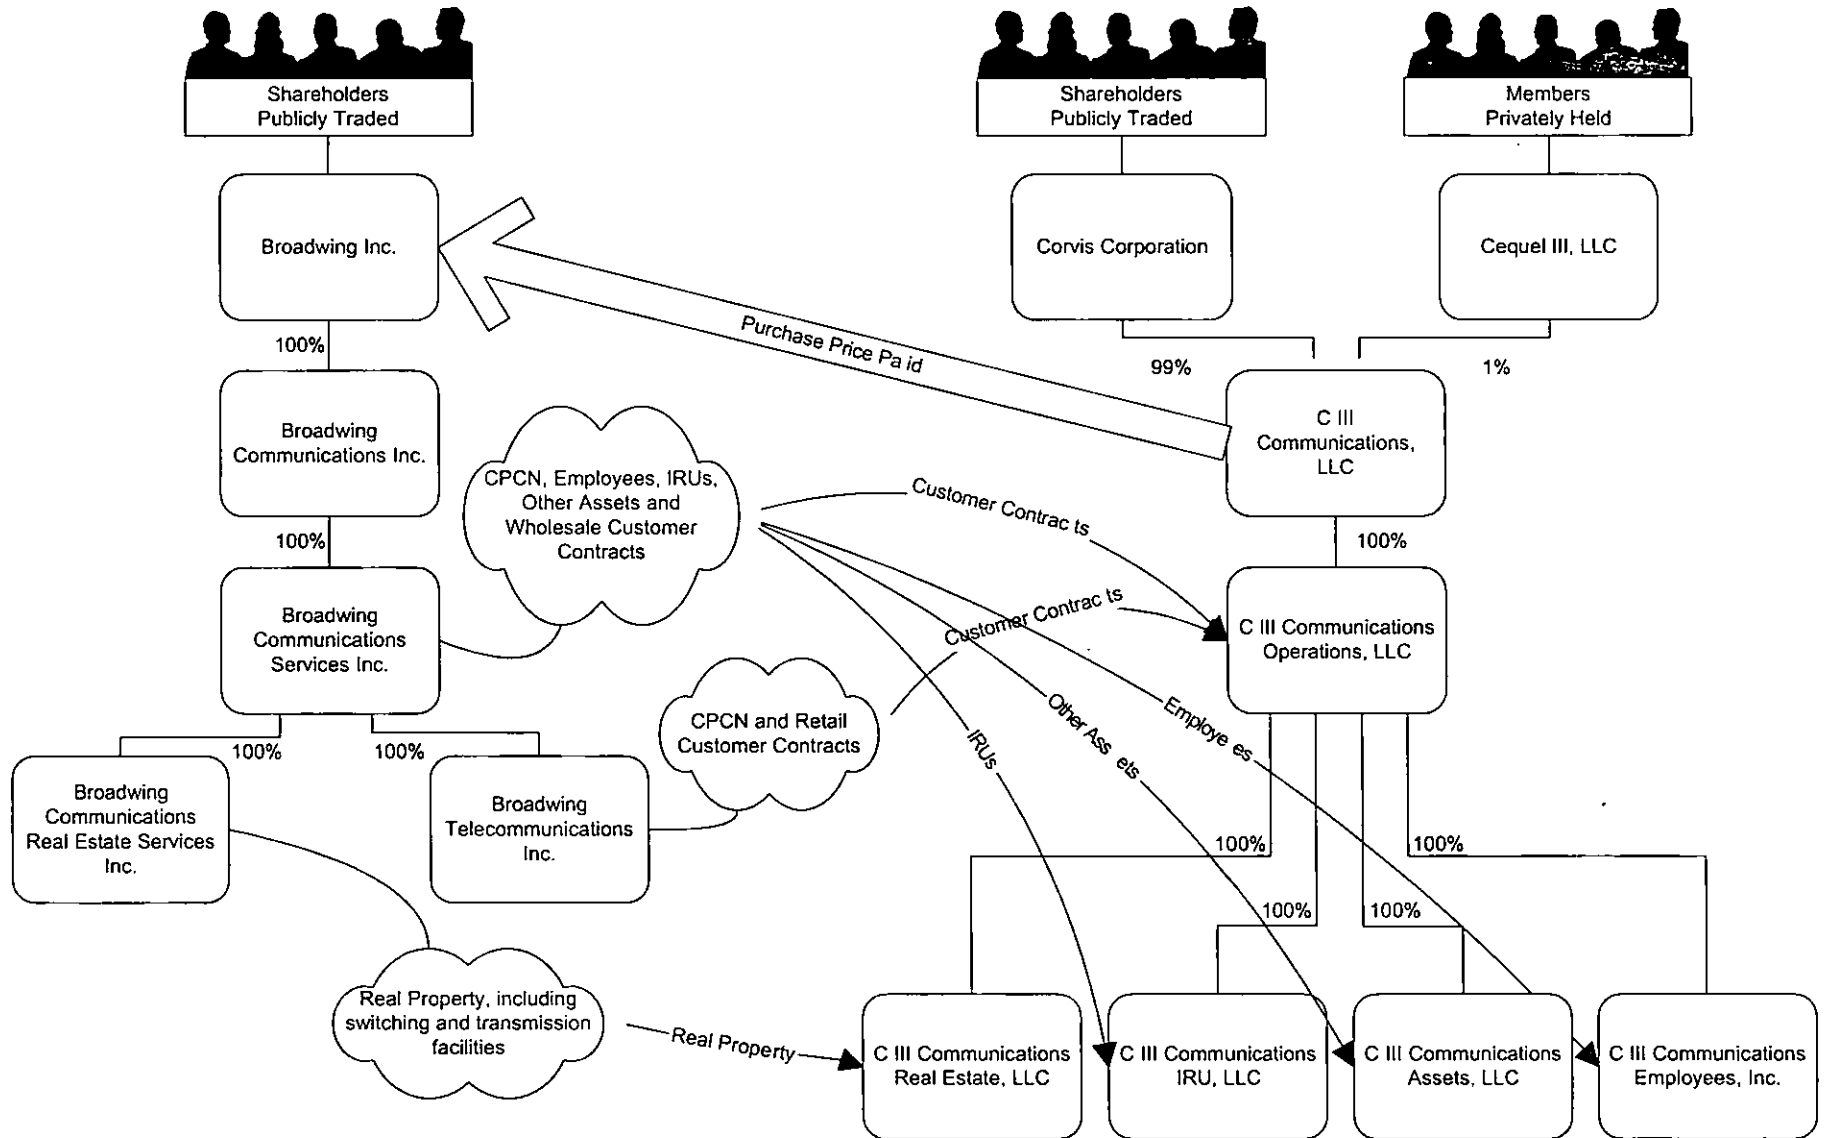 Shareholders
Publicly Traded
Shareholders
Publicly Traded
Members
Privately Held
Broadwing Inc.
Corvis Corporation
Cequel III, LLC
Purchase Price Pa id
100%
99%
1%
Broadwing
Communications Inc.
C III
Communications,
LLC
CPCN, Employees, IRUs,
Other Assets and
Wholesale Customer
Contracts
Customer Contrac ts
100%
100%
Broadwing
Communications
Services Inc.
Customer Contrac ts
C III Communications
Operations, LLC
CPCN and Retail
Customer Contracts
IRUs
Other Ass ets
Employe es
100%
100%
Broadwing
Communications
Real Estate Services
Inc.
Broadwing
Telecommunications
Inc.
100%
100%
100%
100%
Real Property, including
switching and transmission
facilities
Real Property
C III Communications
Real Estate, LLC
C III Communications
IRU, LLC
C III Communications
Assets, LLC
C III Communications
Employees, Inc.